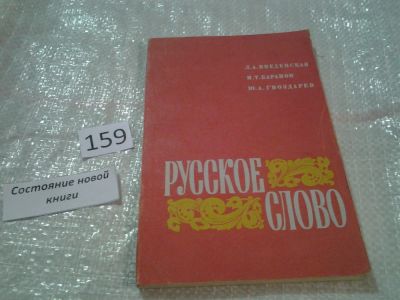 Л.А.ВВЕДЕНСКАЯ
М.Т.БАРАНОВ
Ю.А.ГВОЗДАРЕВ
РУССКОЕ
СЛОВО
159
Состояние новой
книги